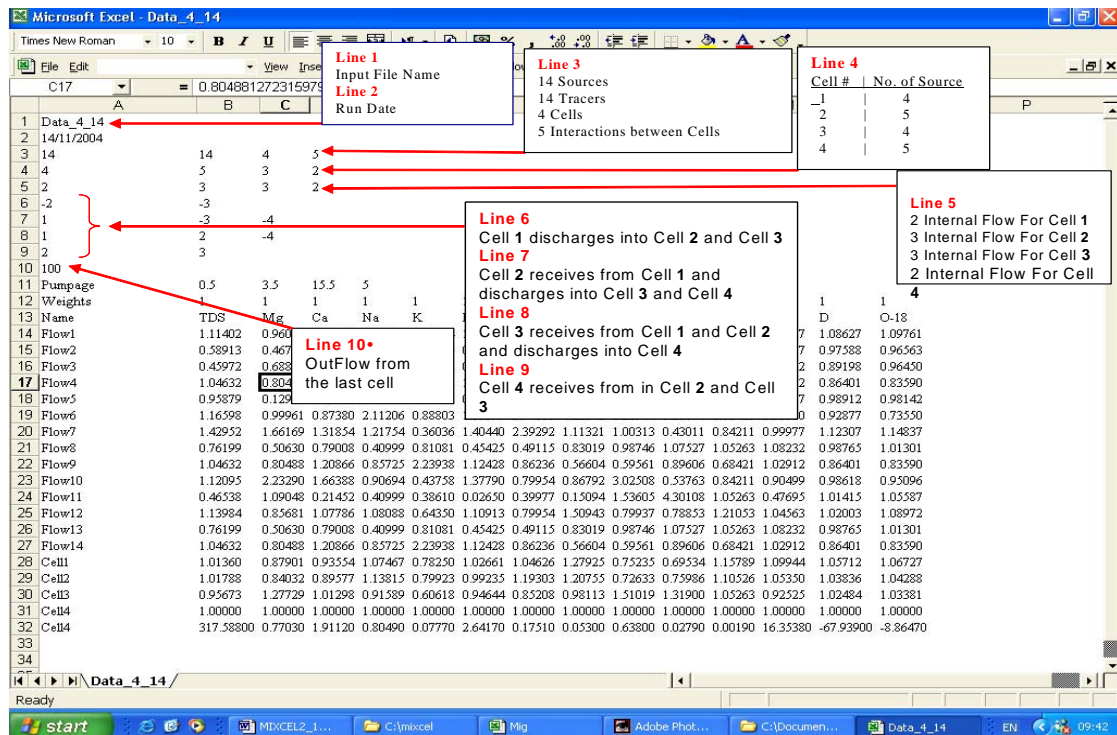 Microsoft Excel - Data_4_14
Times New Roman 10 B I U
File Edit View
C17 = 0.804881272315979
A B C P
1 Data_4_14
2 14/11/2004
3 14 14 4 5
4 4 5 3 2
5 2 3 3 2
6 -2 -3
7 1 -3 -4
8 1 2 -4
9 2 3
10 100
11 Pumpage 0.5 3.5 15.5 5
12 Weights 1 1 1 1 1 1 1
13 Name TDS Mg Ca Na K D O-18
14 Flow1 1.11402 1.08627 1.09761
15 Flow2 0.58913 0.97588 0.96563
16 Flow3 0.45972 0.89198 0.96450
17 Flow4 1.04632 0.86401 0.83590
18 Flow5 0.95879 0.98912 0.98142
19 Flow6 1.16598 0.99961 0.87380 2.11206 0.88803 0.92877 0.73550
20 Flow7 1.42952 1.66169 1.31854 1.21754 0.36036 1.40440 2.39292 1.11321 1.00313 0.43011 0.84211 0.99977 1.12307 1.14837
21 Flow8 0.76199 0.50630 0.79008 0.40999 0.81081 0.45425 0.49115 0.83019 0.98746 1.07527 1.05263 1.08232 0.98765 1.01301
22 Flow9 1.04632 0.80488 1.20866 0.85725 2.23938 1.12428 0.86236 0.56604 0.59561 0.89606 0.68421 1.02912 0.86401 0.83590
23 Flow10 1.12095 2.23290 1.66388 0.90694 0.43758 1.37790 0.79954 0.86792 3.02508 0.53763 0.84211 0.90499 0.98618 0.95096
24 Flow11 0.46538 1.09048 0.21452 0.40999 0.38610 0.02650 0.39977 0.15094 1.53605 4.30108 1.05263 0.47695 1.01415 1.05587
25 Flow12 1.13984 0.85681 1.07786 1.08088 0.64350 1.10913 0.79954 1.50943 0.79937 0.78853 1.21053 1.04563 1.02003 1.08972
26 Flow13 0.76199 0.50630 0.79008 0.40999 0.81081 0.45425 0.49115 0.83019 0.98746 1.07527 1.05263 1.08232 0.98765 1.01301
27 Flow14 1.04632 0.80488 1.20866 0.85725 2.23938 1.12428 0.86236 0.56604 0.59561 0.89606 0.68421 1.02912 0.86401 0.83590
28 Cell1 1.01360 0.87901 0.93554 1.07467 0.78250 1.02661 1.04626 1.27925 0.75235 0.69534 1.15789 1.09944 1.05712 1.06727
29 Cell2 1.01788 0.84032 0.89577 1.13815 0.79923 0.99235 1.19303 1.20755 0.72633 0.75986 1.10526 1.05350 1.03836 1.04288
30 Cell3 0.95673 1.27729 1.01298 0.91589 0.60618 0.94644 0.85208 0.98113 1.51019 1.31900 1.05263 0.92525 1.02484 1.03381
31 Cell4 1.00000 1.00000 1.00000 1.00000 1.00000 1.00000 1.00000 1.00000 1.00000 1.00000 1.00000 1.00000 1.00000 1.00000
32 Cell4 317.58800 0.77030 1.91120 0.80490 0.07770 2.64170 0.17510 0.05300 0.63800 0.02790 0.00190 16.35380 -67.93900 -8.86470
33
34
Line 1
Input File Name
Line 2
Run Date
Line 3
14 Sources
14 Tracers
4 Cells
5 Interactions between Cells
Line 4
Cell # | No. of Source
_1 | 4
2 | 5
3 | 4
4 | 5
Line 5
2 Internal Flow For Cell 1
3 Internal Flow For Cell 2
3 Internal Flow For Cell 3
2 Internal Flow For Cell
4
Line 6
Cell 1 discharges into Cell 2 and Cell 3
Line 7
Cell 2 receives from Cell 1 and
discharges into Cell 3 and Cell 4
Line 8
Cell 3 receives from Cell 1 and Cell 2
and discharges into Cell 4
Line 9
Cell 4 receives from in Cell 2 and Cell
3
Line 10•
OutFlow from
the last cell
Data_4_14
Ready
start MIXCEL2_1... C:\mixcel Mig Adobe Phot... C:\Documen... Data_4_14 EN 09:42